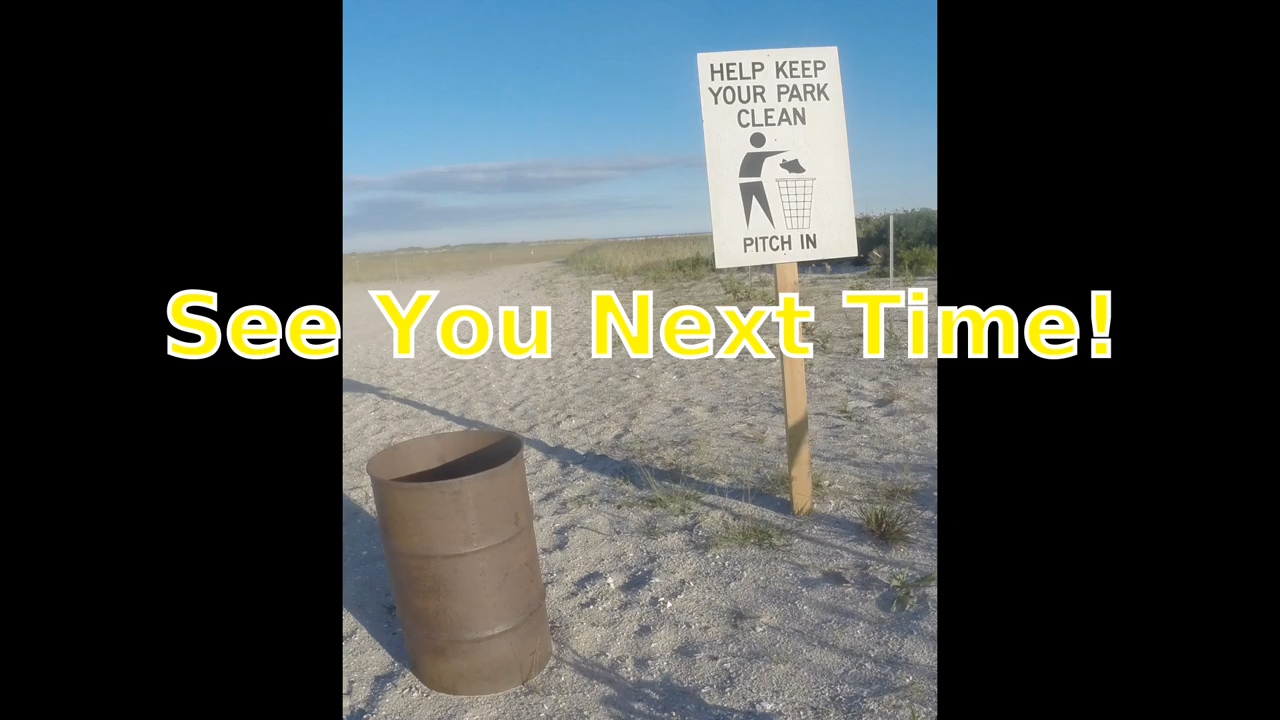 HELP KEEP
YOUR PARK
CLEAN
PITCH IN
See You Next Time!